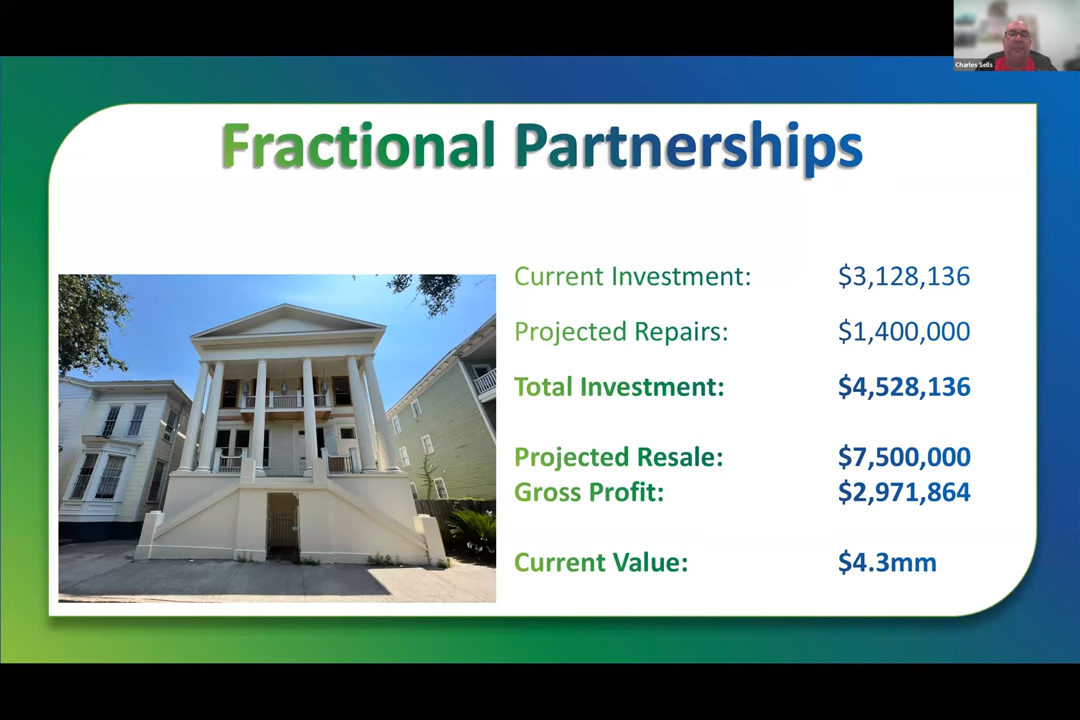 Charles Sells
Fractional Partnerships
Current Investment: $3,128,136
Projected Repairs: $1,400,000
Total Investment: $4,528,136
Projected Resale: $7,500,000
Gross Profit: $2,971,864
Current Value: $4.3mm